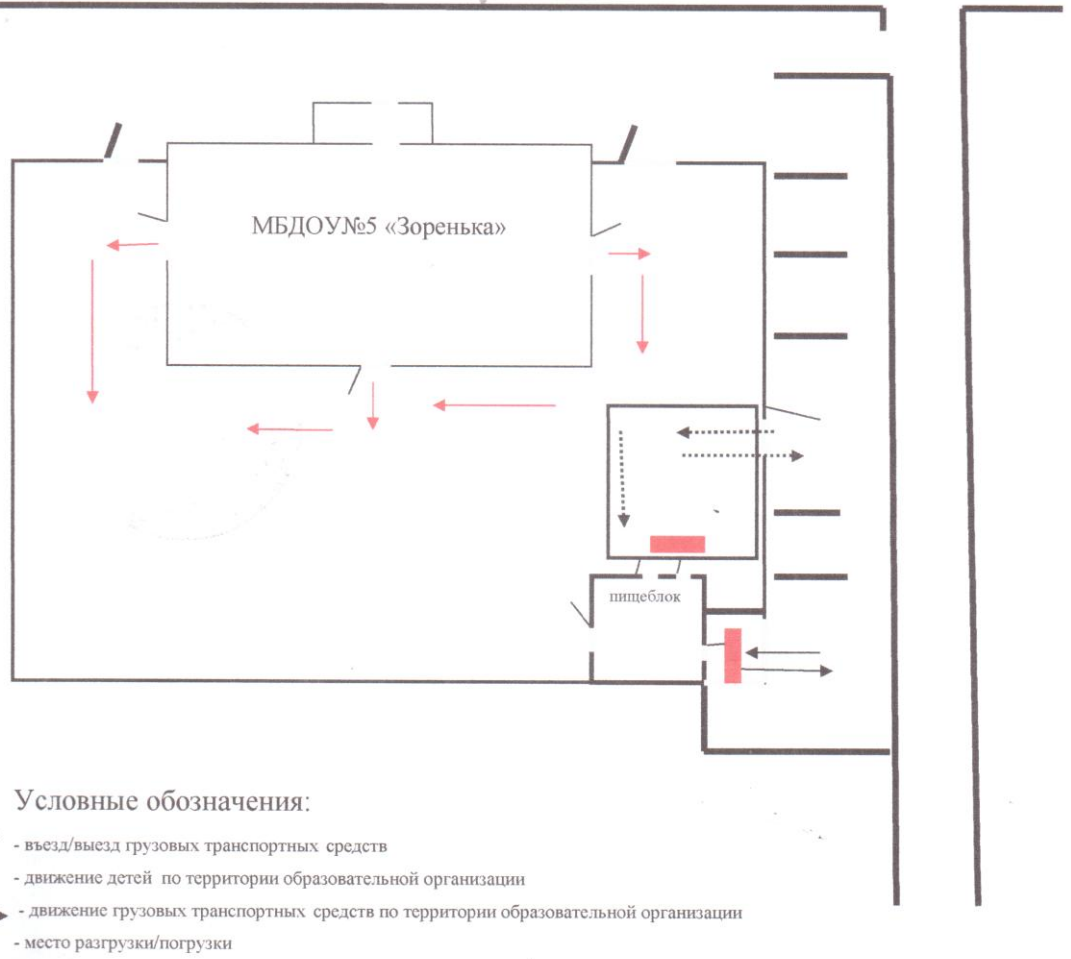 МБДОУ№5 «Зоренька»
пищеблок
Условные обозначения:
- въезд/выезд грузовых транспортных средств
- движение детей по территории образовательной организации
- движение грузовых транспортных средств по территории образовательной организации
- место разгрузки/погрузки